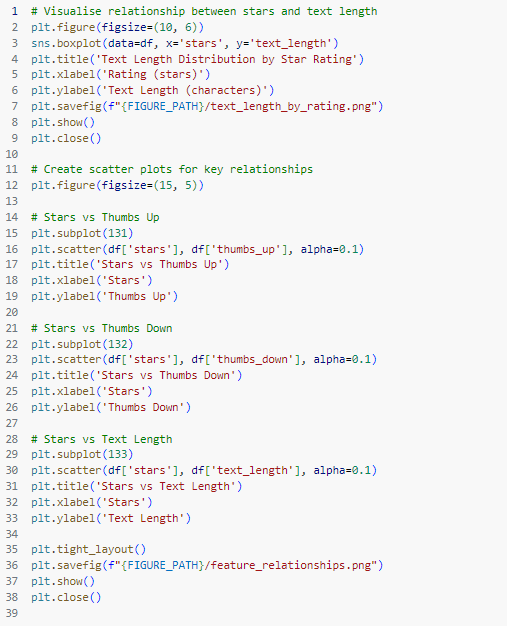 1 # Visualise relationship between stars and text length
2 plt.figure(figsize=(10, 6))
3 sns.boxplot(data=df, x='stars', y='text_length')
4 plt.title('Text Length Distribution by Star Rating')
5 plt.xlabel('Rating (stars)')
6 plt.ylabel('Text Length (characters)')
7 plt.savefig(f"{FIGURE_PATH}/text_length_by_rating.png")
8 plt.show()
9 plt.close()
10
11 # Create scatter plots for key relationships
12 plt.figure(figsize=(15, 5))
13
14 # Stars vs Thumbs Up
15 plt.subplot(131)
16 plt.scatter(df['stars'], df['thumbs_up'], alpha=0.1)
17 plt.title('Stars vs Thumbs Up')
18 plt.xlabel('Stars')
19 plt.ylabel('Thumbs Up')
20
21 # Stars vs Thumbs Down
22 plt.subplot(132)
23 plt.scatter(df['stars'], df['thumbs_down'], alpha=0.1)
24 plt.title('Stars vs Thumbs Down')
25 plt.xlabel('Stars')
26 plt.ylabel('Thumbs Down')
27
28 # Stars vs Text Length
29 plt.subplot(133)
30 plt.scatter(df['stars'], df['text_length'], alpha=0.1)
31 plt.title('Stars vs Text Length')
32 plt.xlabel('Stars')
33 plt.ylabel('Text Length')
34
35 plt.tight_layout()
36 plt.savefig(f"{FIGURE_PATH}/feature_relationships.png")
37 plt.show()
38 plt.close()
39